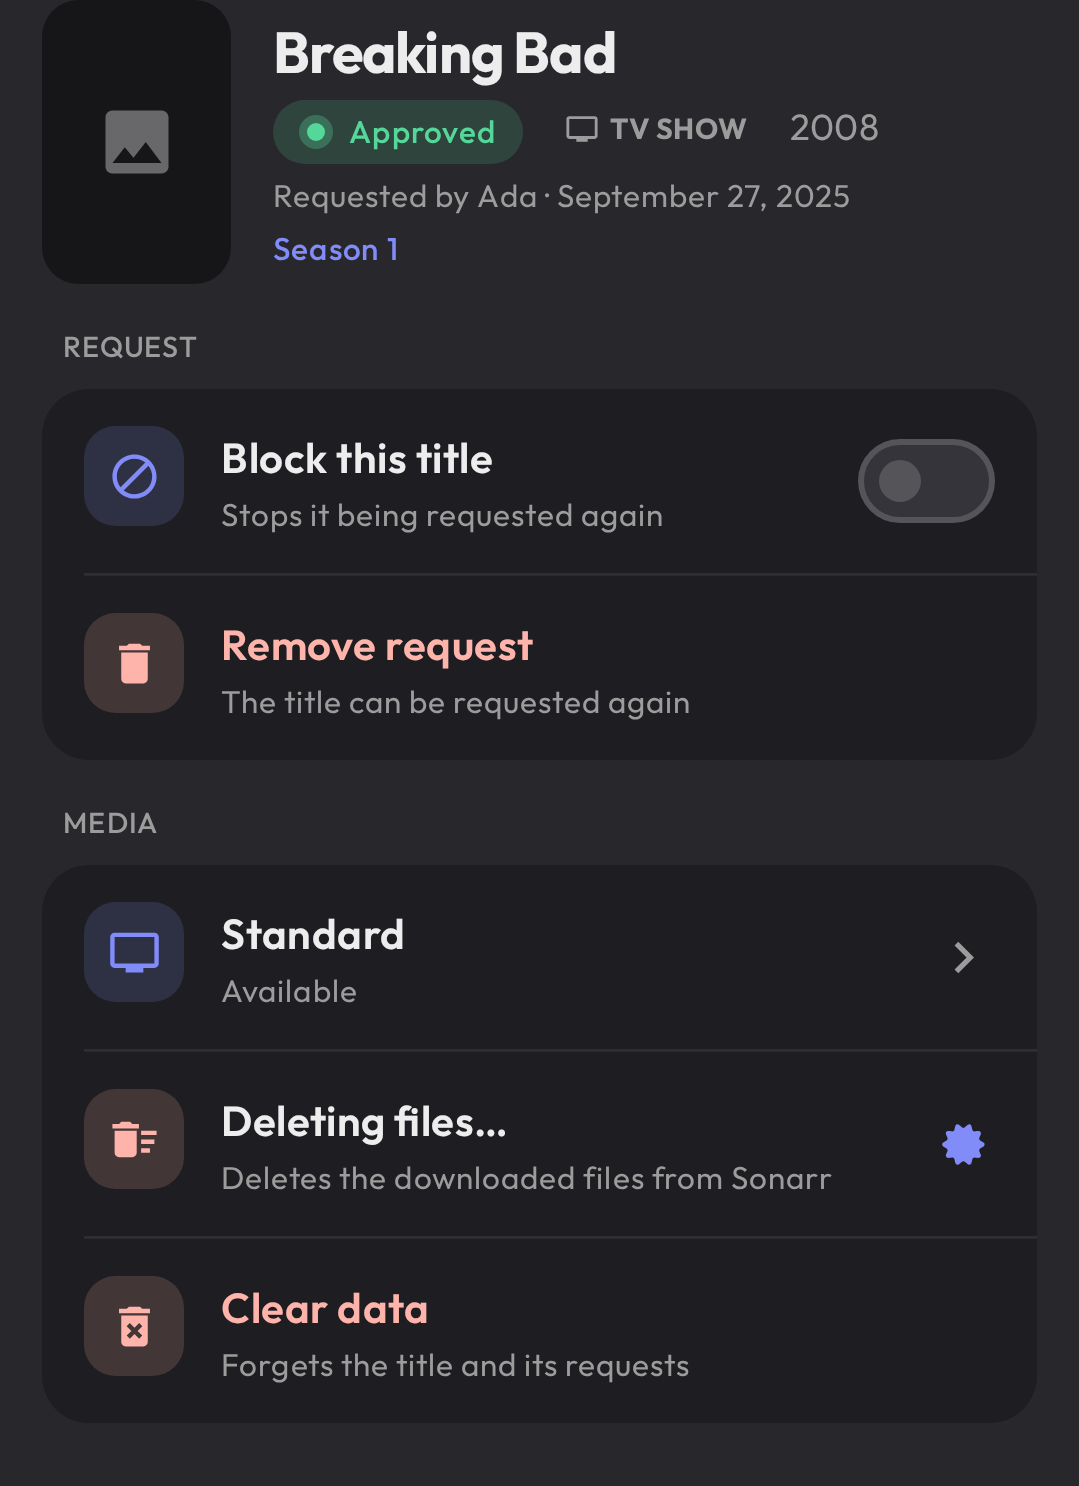 Breaking Bad
Approved TV SHOW 2008
Requested by Ada · September 27, 2025
Season 1
REQUEST
Block this title
Stops it being requested again
Remove request
The title can be requested again
MEDIA
Standard
Available
Deleting files...
Deletes the downloaded files from Sonarr
Clear data
Forgets the title and its requests